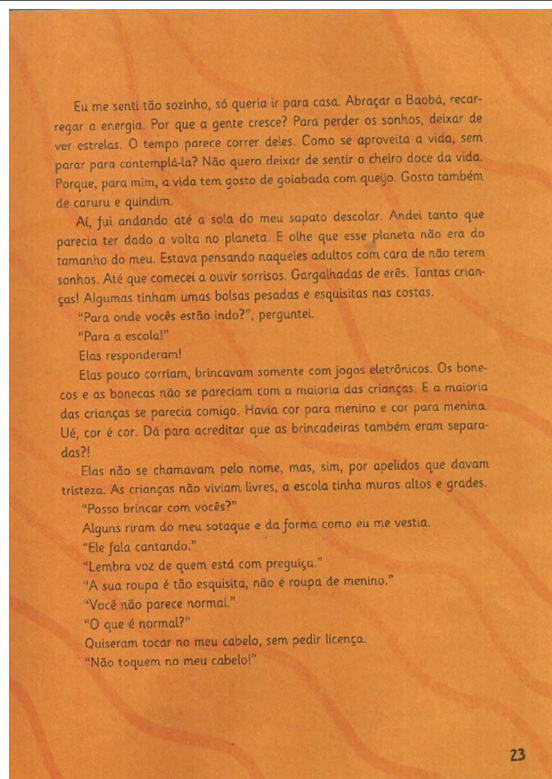 Eu me senti tão sozinho, só queria ir para casa. Abraçar a Baobá, recar-
regar a energia. Por que a gente cresce? Para perder os sonhos, deixar de
ver estrelas. O tempo parece correr deles. Como se aproveita a vida, sem
parar para contemplá-la? Não quero deixar de sentir o cheiro doce da vida.
Porque, para mim, a vida tem gosto de goiabada com queijo. Gosto também
de caruru e quindim.
Aí, fui andando até a sola do meu sapato descolar. Andei tanto que
parecia ter dado a volta no planeta. E olhe que esse planeta não era do
tamanho do meu. Estava pensando naqueles adultos com cara de não terem
sonhos. Até que comecei a ouvir sorrisos. Gargalhadas de erês. Tantas crian-
ças! Algumas tinham umas bolsas pesadas e esquisitas nas costas.
“Para onde vocês estão indo?”, perguntei.
“Para a escola!”
Elas responderam!
Elas pouco corriam, brincavam somente com jogos eletrônicos. Os bone-
cos e as bonecas não se pareciam com a maioria das crianças. E a maioria
das crianças se parecia comigo. Havia cor para menino e cor para menina.
Ué, cor é cor. Dá para acreditar que as brincadeiras também eram separa-
das?!
Elas não se chamavam pelo nome, mas, sim, por apelidos que davam
tristeza. As crianças não viviam livres, a escola tinha muros altos e grades.
“Posso brincar com vocês?”
Alguns riram do meu sotaque e da forma como eu me vestia.
“Ele fala cantando.”
“Lembra voz de quem está com preguiça.”
“A sua roupa é tão esquisita, não é roupa de menino.”
“Você não parece normal.”
“O que é normal?”
Quiseram tocar no meu cabelo, sem pedir licença.
“Não toquem no meu cabelo!”
23